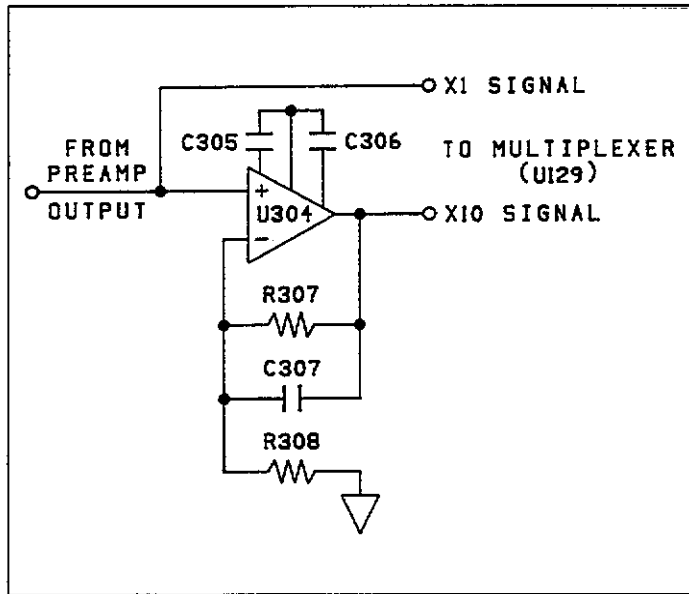 X1 SIGNAL
C305
C306
FROM
PREAMP
OUTPUT
TO MULTIPLEXER
(U129)
+
U304
−
X10 SIGNAL
R307
C307
R308